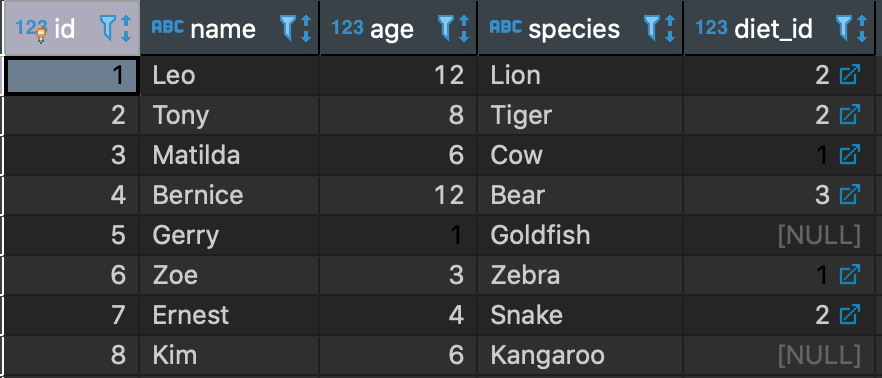 123 id ABC name 123 age ABC species 123 diet_id
1 Leo 12 Lion 2
2 Tony 8 Tiger 2
3 Matilda 6 Cow 1
4 Bernice 12 Bear 3
5 Gerry 1 Goldfish [NULL]
6 Zoe 3 Zebra 1
7 Ernest 4 Snake 2
8 Kim 6 Kangaroo [NULL]